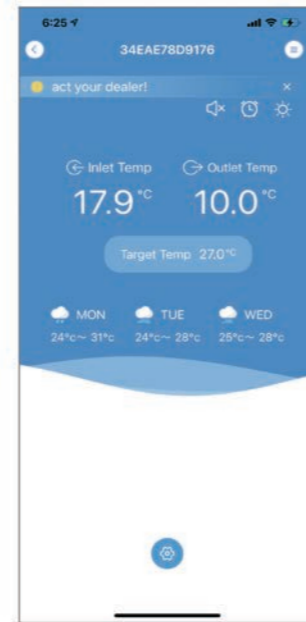 6:25
34EAE78D9176
act your dealer! ×
Inlet Temp Outlet Temp
17.9°C 10.0°C
Target Temp 27.0°C
MON TUE WED
24°c~ 31°c 24°c~ 28°c 25°c~ 28°c